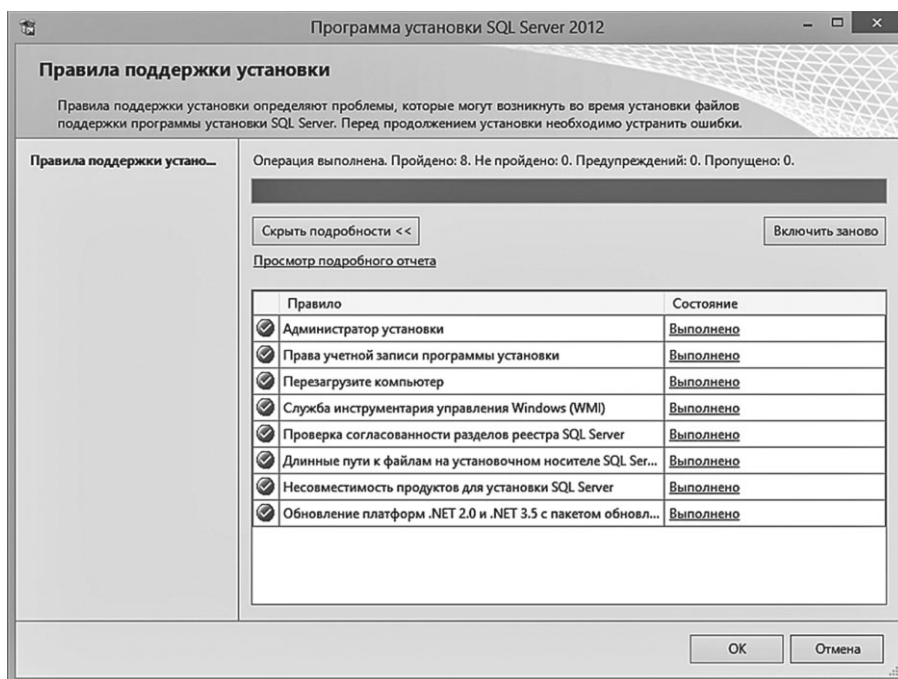 Программа установки SQL Server 2012
Правила поддержки установки
Правила поддержки установки определяют проблемы, которые могут возникнуть во время установки файлов
поддержки программы установки SQL Server. Перед продолжением установки необходимо устранить ошибки.
Правила поддержки устано...
Операция выполнена. Пройдено: 8. Не пройдено: 0. Предупреждений: 0. Пропущено: 0.
Скрыть подробности <<
Включить заново
Просмотр подробного отчета
Правило Состояние
Администратор установки Выполнено
Права учетной записи программы установки Выполнено
Перезагрузите компьютер Выполнено
Служба инструментария управления Windows (WMI) Выполнено
Проверка согласованности разделов реестра SQL Server Выполнено
Длинные пути к файлам на установочном носителе SQL Ser... Выполнено
Несовместимость продуктов для установки SQL Server Выполнено
Обновление платформ .NET 2.0 и .NET 3.5 с пакетом обновл... Выполнено
OK Отмена